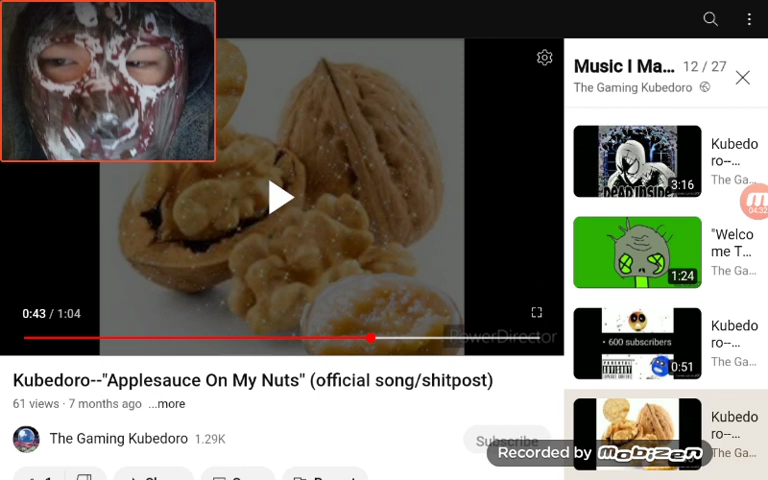 Music I Ma... 12 / 27
The Gaming Kubedoro
Kubedo
ro--...
The Ga...
DEAD INSIDE
3:16
04:32
"Welco
me T...
The Ga...
1:24
Kubedo
ro--...
The Ga...
• 600 subscribers
0:51
Kubedo
ro--...
The Ga...
0:43 / 1:04
PowerDirector
Kubedoro--"Applesauce On My Nuts" (official song/shitpost)
61 views · 7 months ago ...more
The Gaming Kubedoro 1.29K
Subscribe
Recorded by mobizen